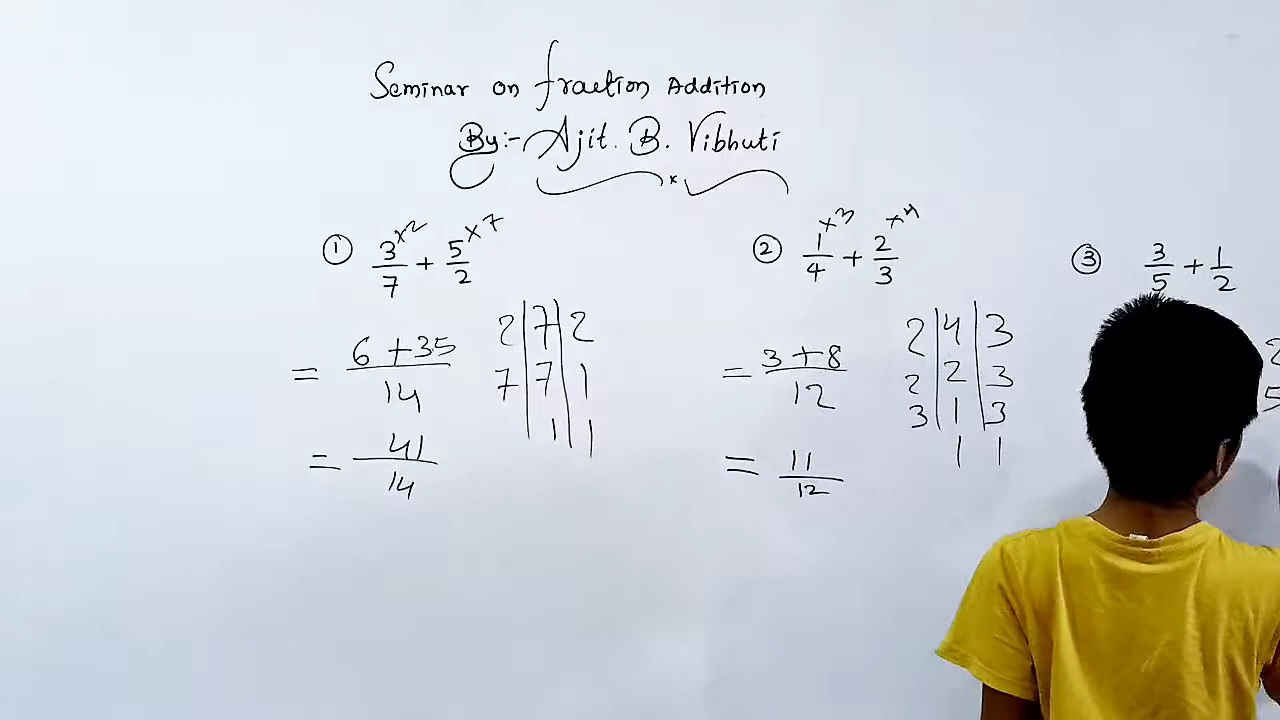 Seminar on fraction Addition
By:- Ajit. B. Vibhuti
① 3/7 ×2 + 5/2 ×7
= 6 + 35 / 14
= 41 / 14
2 | 7 | 2
7 | 7 | 1
1 | 1
② 1/4 ×3 + 2/3 ×4
= 3 + 8 / 12
= 11 / 12
2 | 4 | 3
2 | 2 | 3
3 | 1 | 3
1 1
③ 3/5 + 1/2
2
5